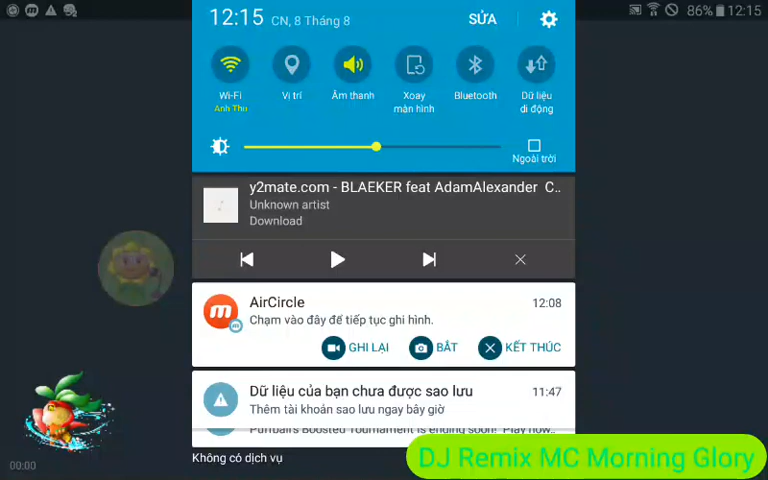 86% 12:15
12:15 CN, 8 Tháng 8 SỬA
Wi-Fi
Anh Thu
Vị trí
Âm thanh
Xoay
màn hình
Bluetooth
Dữ liệu
di động
Ngoài trời
y2mate.com - BLAEKER feat AdamAlexander C..
Unknown artist
Download
AirCircle 12:08
Chạm vào đây để tiếp tục ghi hình.
GHI LẠI BẮT KẾT THÚC
Dữ liệu của bạn chưa được sao lưu 11:47
Thêm tài khoản sao lưu ngay bây giờ
Puffball's Boosted Tournament is ending soon! Play now..
Không có dịch vụ
DJ Remix MC Morning Glory
00:00